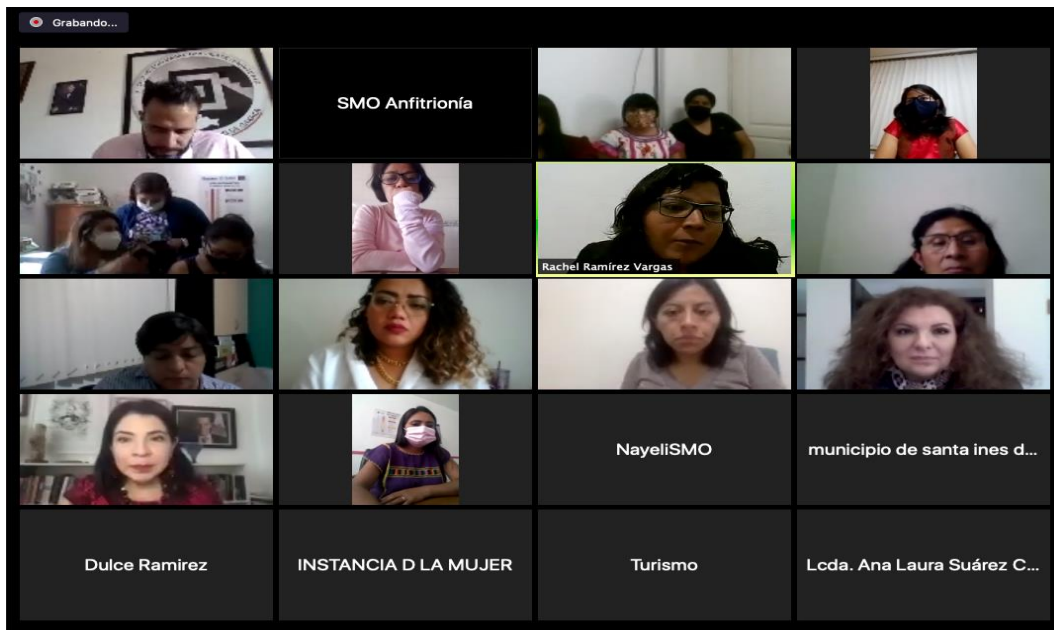 Grabando...
SMO Anfitrionía
Rachel Ramírez Vargas
NayeliSMO
municipio de santa ines d...
Dulce Ramirez
INSTANCIA D LA MUJER
Turismo
Lcda. Ana Laura Suárez C...